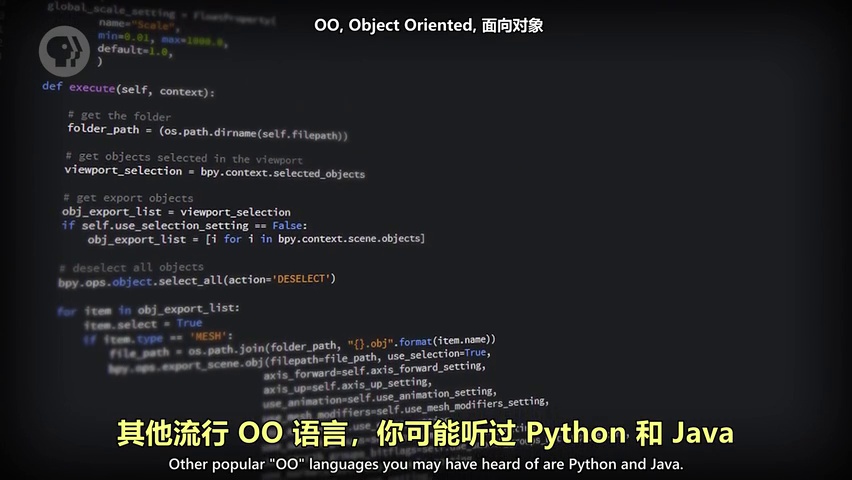 OO, Object Oriented, 面向对象
global_scale_setting = FloatProperty(
name="Scale",
min=0.01, max=1000.0,
default=1.0,
)
def execute(self, context):
# get the folder
folder_path = (os.path.dirname(self.filepath))
# get objects selected in the viewport
viewport_selection = bpy.context.selected_objects
# get export objects
obj_export_list = viewport_selection
if self.use_selection_setting == False:
obj_export_list = [i for i in bpy.context.scene.objects]
# deselect all objects
bpy.ops.object.select_all(action='DESELECT')
for item in obj_export_list:
item.select = True
if item.type == 'MESH':
file_path = os.path.join(folder_path, "{}.obj".format(item.name))
bpy.ops.export_scene.obj(filepath=file_path, use_selection=True,
axis_forward=self.axis_forward_setting,
axis_up=self.axis_up_setting,
use_animation=self.use_animation_setting,
use_mesh_modifiers=self.use_mesh_modifiers_setting,
其他流行 OO 语言，你可能听过 Python 和 Java
Other popular "OO" languages you may have heard of are Python and Java.